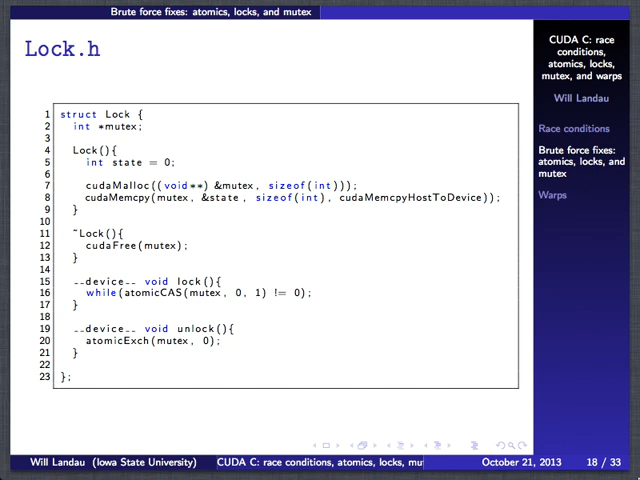 Brute force fixes: atomics, locks, and mutex
Lock.h
1 struct Lock {
2 int *mutex;
3
4 Lock(){
5 int state = 0;
6
7 cudaMalloc((void**) &mutex, sizeof(int)));
8 cudaMemcpy(mutex, &state, sizeof(int), cudaMemcpyHostToDevice));
9 }
10
11 ~Lock(){
12 cudaFree(mutex);
13 }
14
15 __device__ void lock(){
16 while(atomicCAS(mutex, 0, 1) != 0);
17 }
18
19 __device__ void unlock(){
20 atomicExch(mutex, 0);
21 }
22
23 };
CUDA C: race
conditions,
atomics, locks,
mutex, and warps
Will Landau
Race conditions
Brute force fixes:
atomics, locks, and
mutex
Warps
Will Landau (Iowa State University) CUDA C: race conditions, atomics, locks, mu October 21, 2013 18 / 33